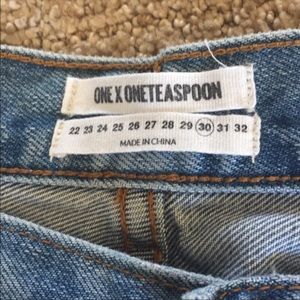 ONE X ONETEASPOON
22 23 24 25 26 27 28 29 30 31 32
MADE IN CHINA